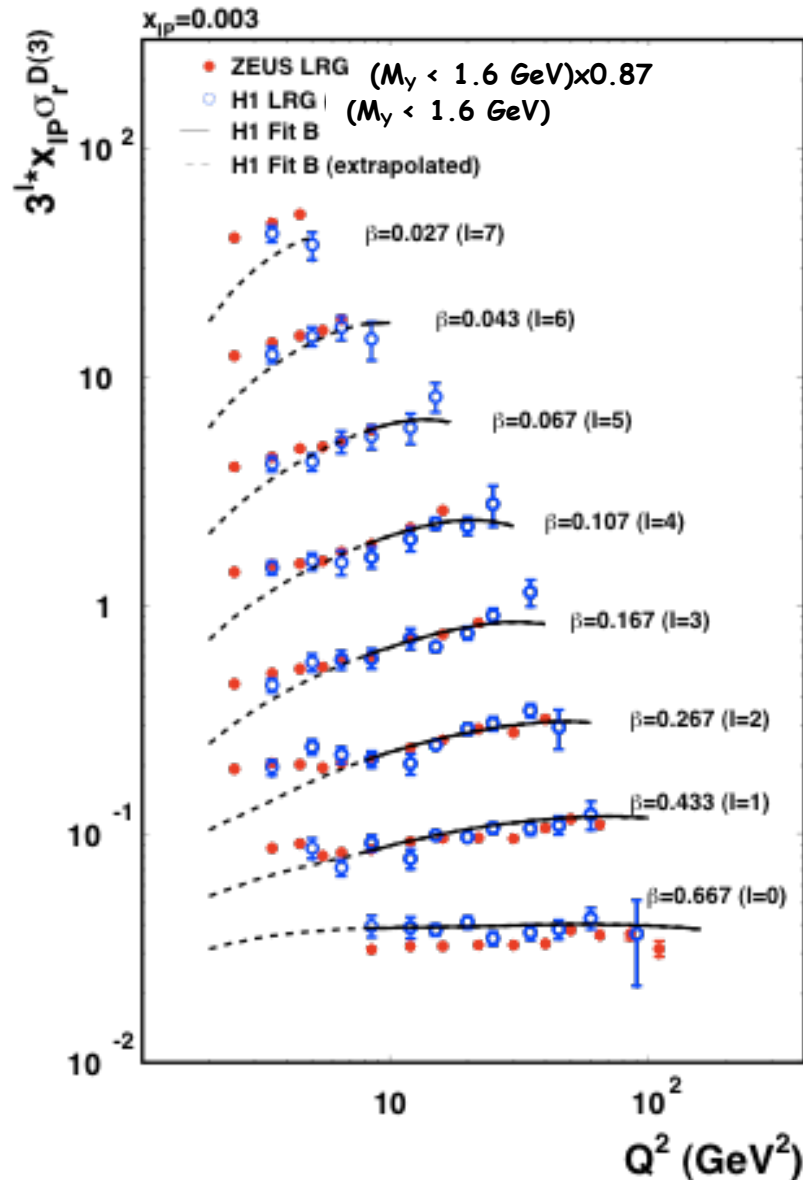 x_IP=0.003
3^l* x_IP σ_r^D(3)
ZEUS LRG (M_Y < 1.6 GeV)x0.87
H1 LRG (M_Y < 1.6 GeV)
H1 Fit B
H1 Fit B (extrapolated)
10^2
β=0.027 (l=7)
β=0.043 (l=6)
10
β=0.067 (l=5)
β=0.107 (l=4)
1
β=0.167 (l=3)
β=0.267 (l=2)
10^-1
β=0.433 (l=1)
β=0.667 (l=0)
10^-2
10 10^2
Q^2 (GeV^2)